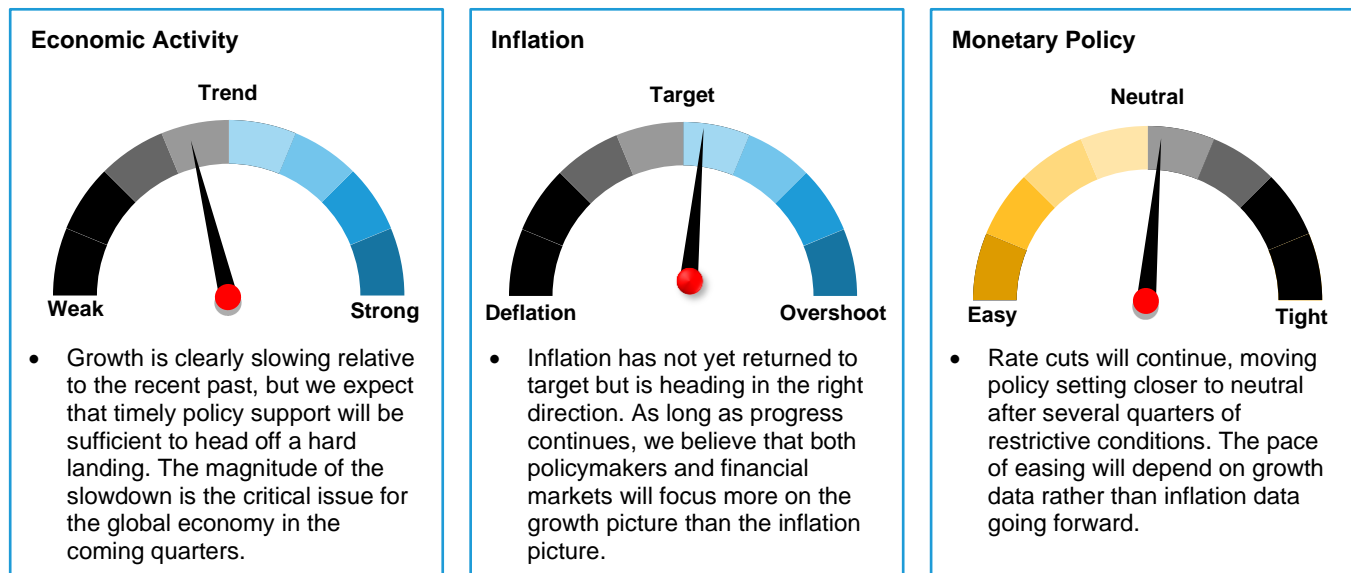 Economic Activity
Trend
Weak
Strong
• Growth is clearly slowing relative
to the recent past, but we expect
that timely policy support will be
sufficient to head off a hard
landing. The magnitude of the
slowdown is the critical issue for
the global economy in the
coming quarters.
Inflation
Target
Deflation
Overshoot
• Inflation has not yet returned to
target but is heading in the right
direction. As long as progress
continues, we believe that both
policymakers and financial
markets will focus more on the
growth picture than the inflation
picture.
Monetary Policy
Neutral
Easy
Tight
• Rate cuts will continue, moving
policy setting closer to neutral
after several quarters of
restrictive conditions. The pace
of easing will depend on growth
data rather than inflation data
going forward.